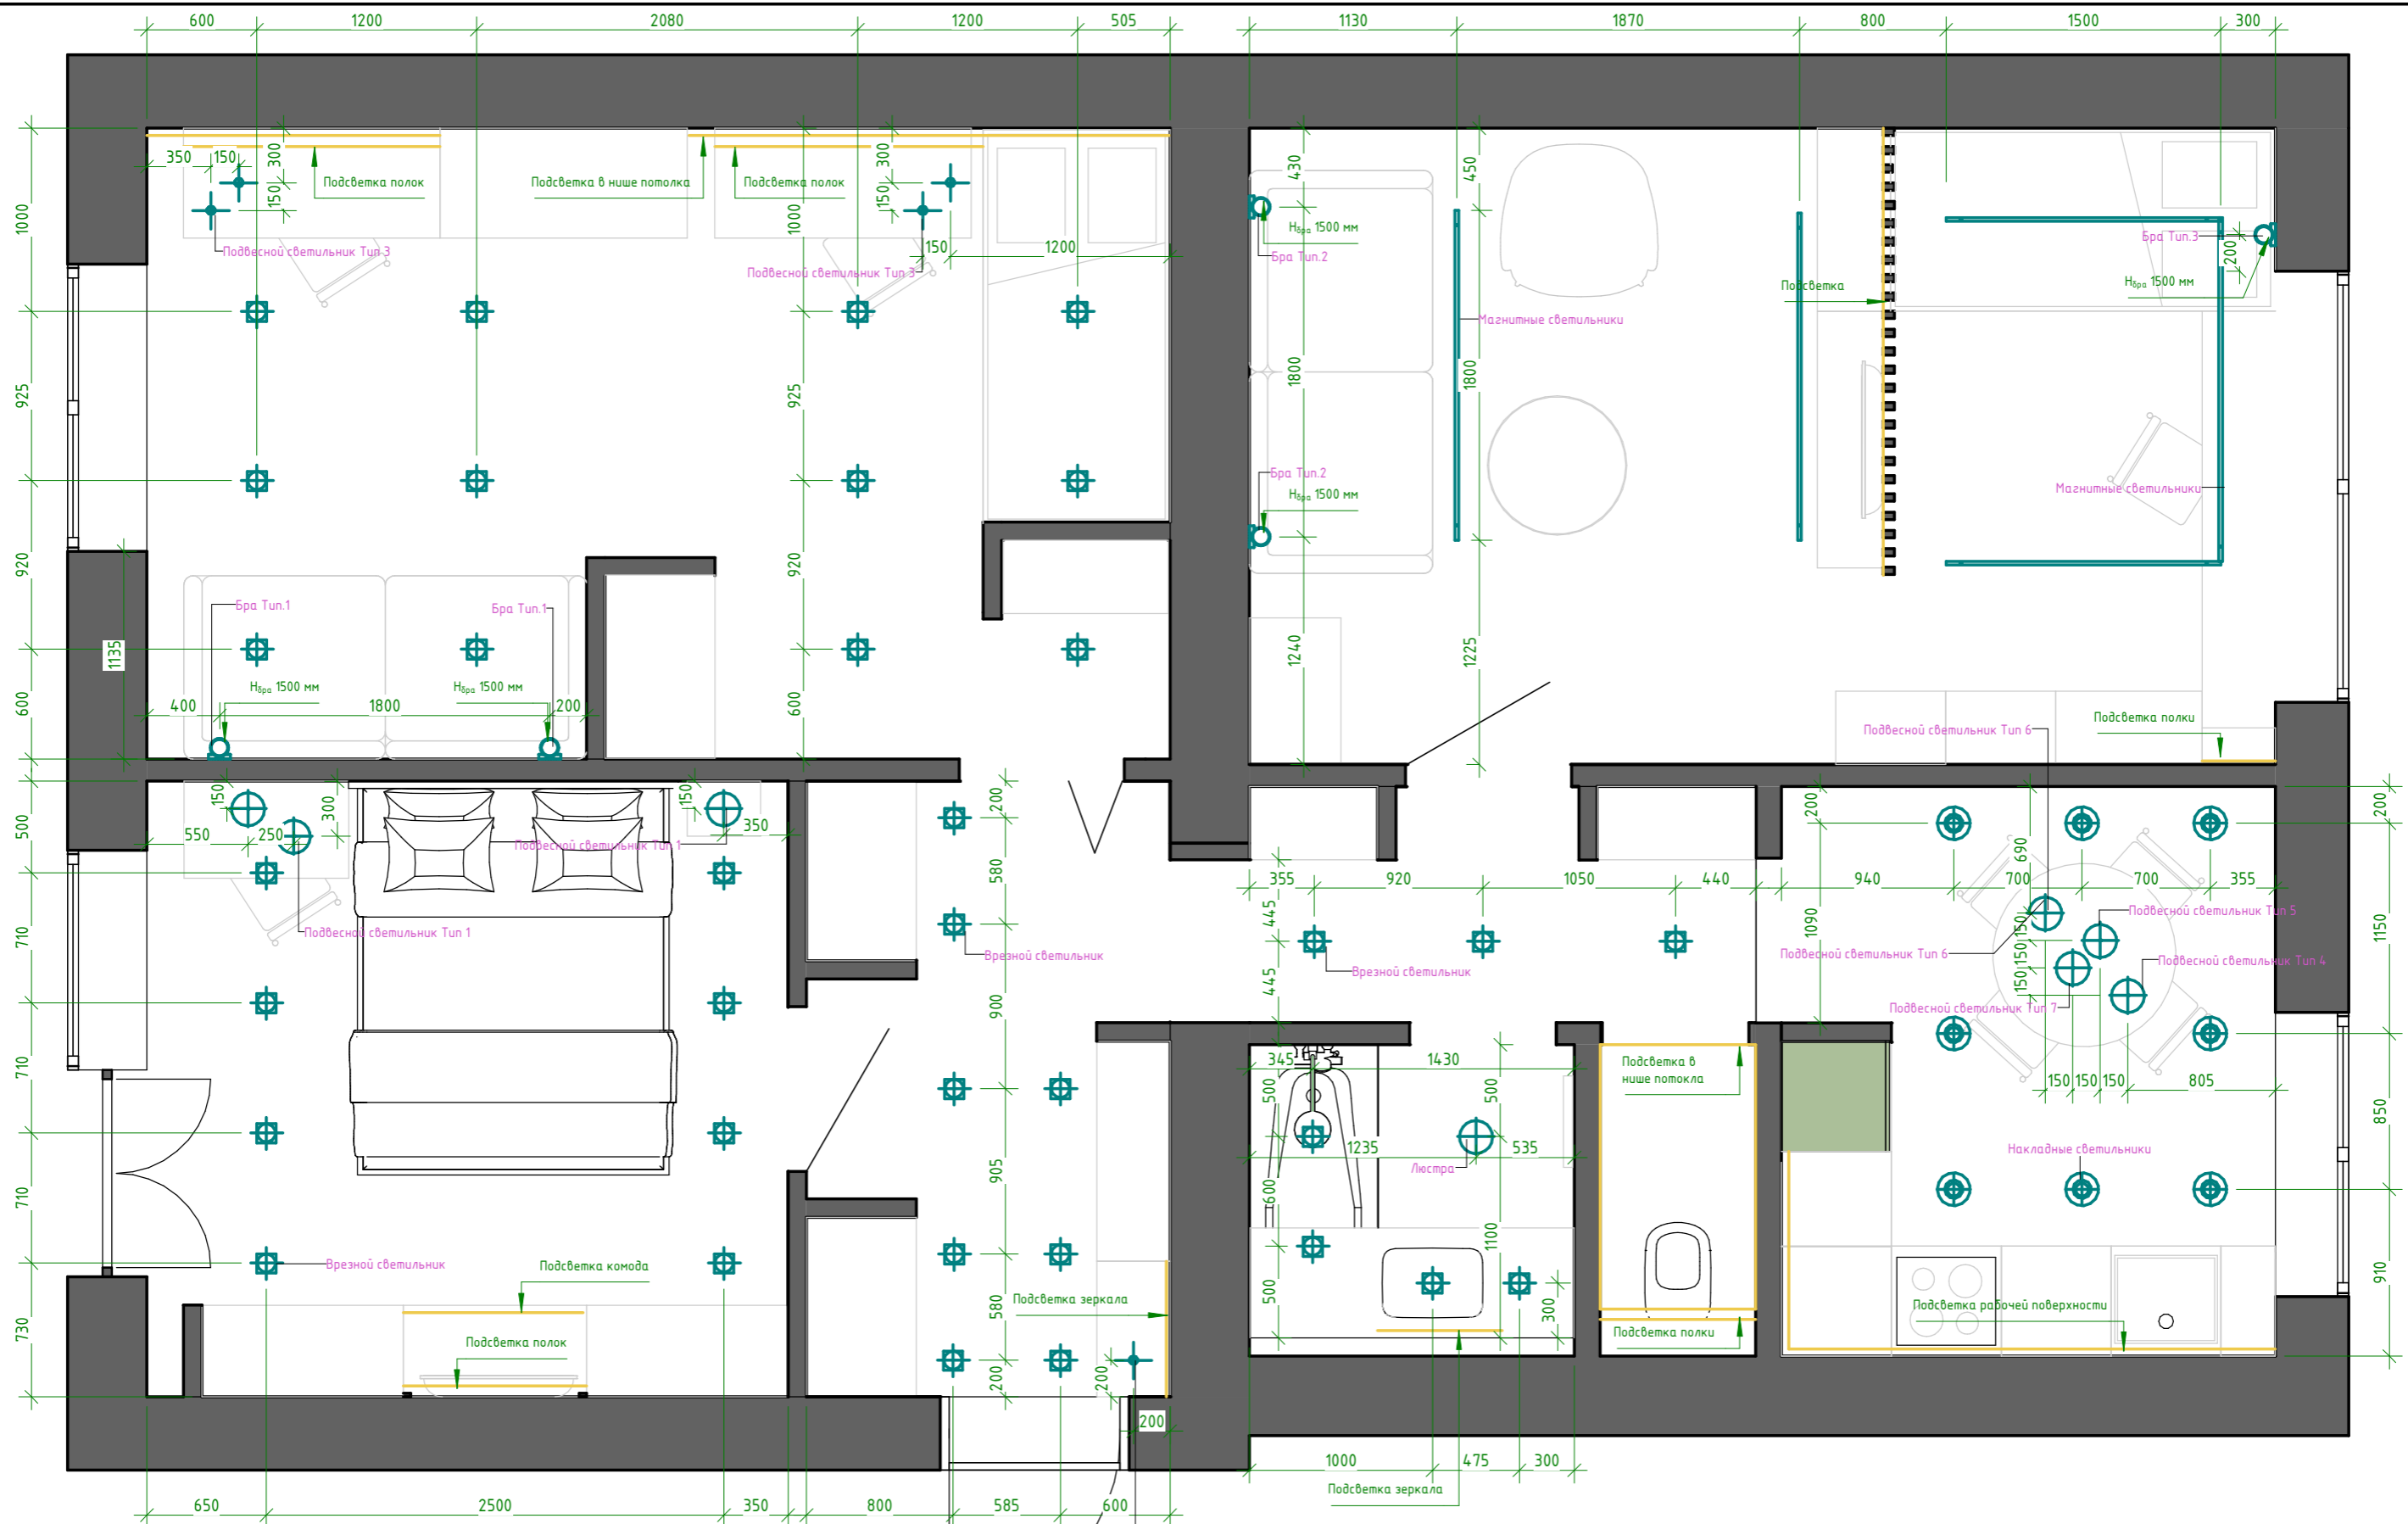 600 1200 2080 1200 505 1130 1870 800 1500 300
350 150 300
150
Подсветка полок
Подсветка в нише потолка
Подсветка полок
300
150
1000
1000
430
450
Подвесной светильник Тип 3
Подвесной светильник Тип 3
150 1200
Hбра 1500 мм
Бра Тип.2
Бра Тип.3
200
Hбра 1500 мм
Подсветка
Магнитные светильники
925
925
1800
1800
Бра Тип.2
Hбра 1500 мм
Магнитные светильники
920
920
Бра Тип.1
Бра Тип.1
1135
1240
1225
600
600
Hбра 1500 мм
Hбра 1500 мм
400 1800 200
Подвесной светильник Тип 6
Подсветка полки
500
150
300
150
550 250
350
Подвесной светильник Тип 1
200
580
200
690
200
355 920 1050 440 940 700 700 355
445
1090
Подвесной светильник Тип 5
1150
710
Подвесной светильник Тип 1
Врезной светильник
Врезной светильник
445
900
Подвесной светильник Тип 6
Подвесной светильник Тип 4
Подвесной светильник Тип 7
150
150
150
710
345 1430
500
500
Подсветка в
нише потокла
150 150 150 805
850
1235 535
Люстра
Накладные светильники
905
600
710
1100
Врезной светильник
Подсветка комода
Подсветка зеркала
500
300
910
Подсветка рабочей поверхности
730
580
Подсветка полок
Подсветка полки
200
200
200
1000 475 300
Подсветка зеркала
650 2500 350 800 585 600